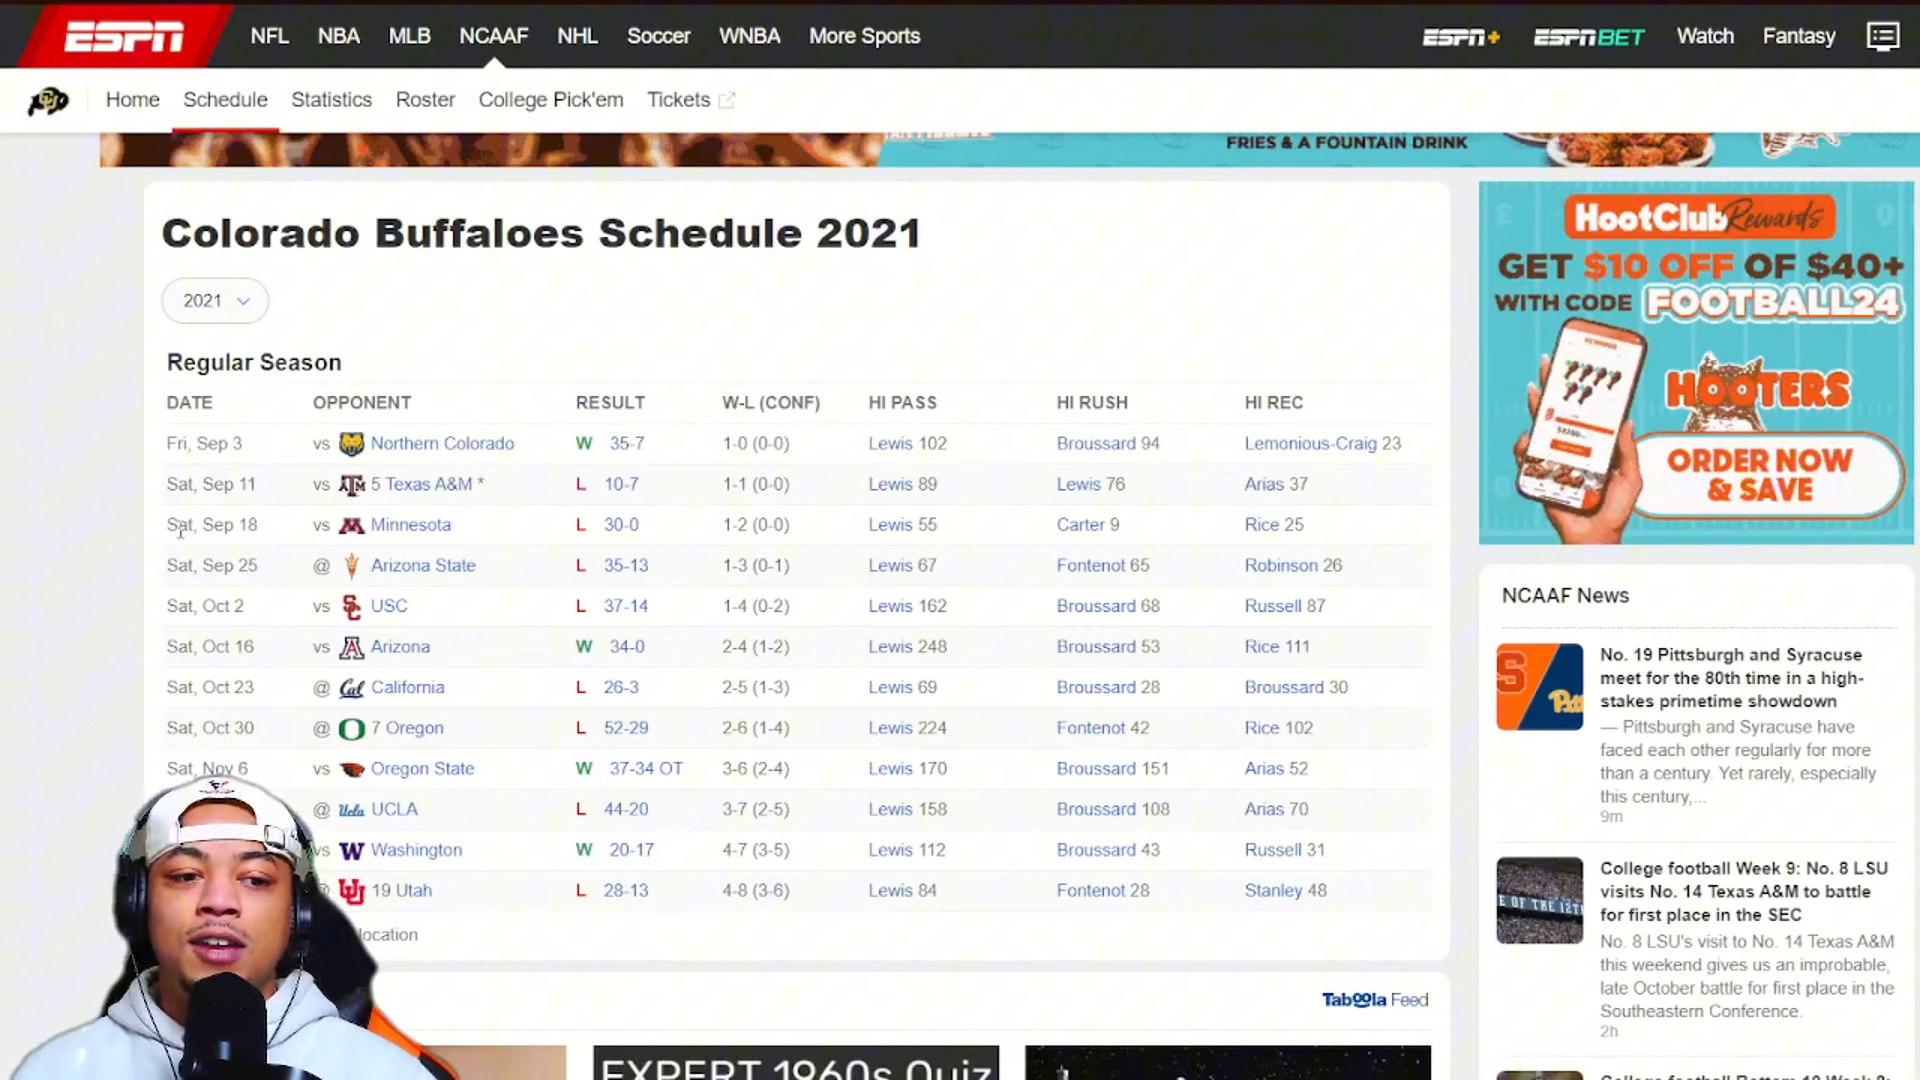 ESPN NFL NBA MLB NCAAF NHL Soccer WNBA More Sports ESPN+ ESPN BET Watch Fantasy
CU Home Schedule Statistics Roster College Pick'em Tickets
FRIES & A FOUNTAIN DRINK
Colorado Buffaloes Schedule 2021
2021
Regular Season
DATE OPPONENT RESULT W-L (CONF) HI PASS HI RUSH HI REC
Fri, Sep 3 vs Northern Colorado W 35-7 1-0 (0-0) Lewis 102 Broussard 94 Lemonious-Craig 23
Sat, Sep 11 vs ATM 5 Texas A&M * L 10-7 1-1 (0-0) Lewis 89 Lewis 76 Arias 37
Sat, Sep 18 vs M Minnesota L 30-0 1-2 (0-0) Lewis 55 Carter 9 Rice 25
Sat, Sep 25 @ Arizona State L 35-13 1-3 (0-1) Lewis 67 Fontenot 65 Robinson 26
Sat, Oct 2 vs SC USC L 37-14 1-4 (0-2) Lewis 162 Broussard 68 Russell 87
Sat, Oct 16 vs A Arizona W 34-0 2-4 (1-2) Lewis 248 Broussard 53 Rice 111
Sat, Oct 23 @ Cal California L 26-3 2-5 (1-3) Lewis 69 Broussard 28 Broussard 30
Sat, Oct 30 @ O 7 Oregon L 52-29 2-6 (1-4) Lewis 224 Fontenot 42 Rice 102
Sat, Nov 6 vs Oregon State W 37-34 OT 3-6 (2-4) Lewis 170 Broussard 151 Arias 52
@ Ucla UCLA L 44-20 3-7 (2-5) Lewis 158 Broussard 108 Arias 70
vs W Washington W 20-17 4-7 (3-5) Lewis 112 Broussard 43 Russell 31
@ U 19 Utah L 28-13 4-8 (3-6) Lewis 84 Fontenot 28 Stanley 48
location
Taboola Feed
EXPERT 1960s Quiz
HootClub Rewards
GET $10 OFF OF $40+
WITH CODE FOOTBALL24
HOOTERS
ORDER NOW
& SAVE
NCAAF News
S Pitt
No. 19 Pittsburgh and Syracuse
meet for the 80th time in a high-
stakes primetime showdown
— Pittsburgh and Syracuse have
faced each other regularly for more
than a century. Yet rarely, especially
this century,...
9m
E OF THE 12T
College football Week 9: No. 8 LSU
visits No. 14 Texas A&M to battle
for first place in the SEC
No. 8 LSU's visit to No. 14 Texas A&M
this weekend gives us an improbable,
late October battle for first place in the
Southeastern Conference.
2h
College football Bottom 10 Week 8: